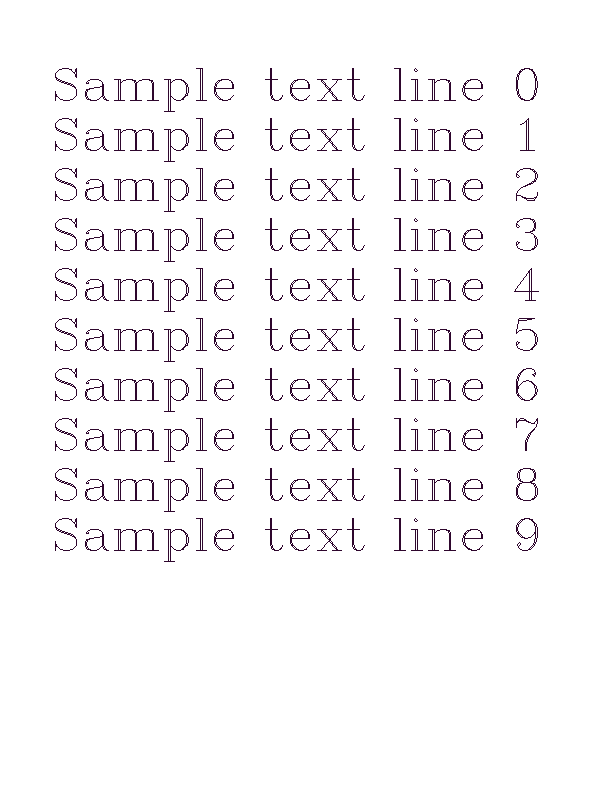 Sample text line 0
Sample text line 1
Sample text line 2
Sample text line 3
Sample text line 4
Sample text line 5
Sample text line 6
Sample text line 7
Sample text line 8
Sample text line 9